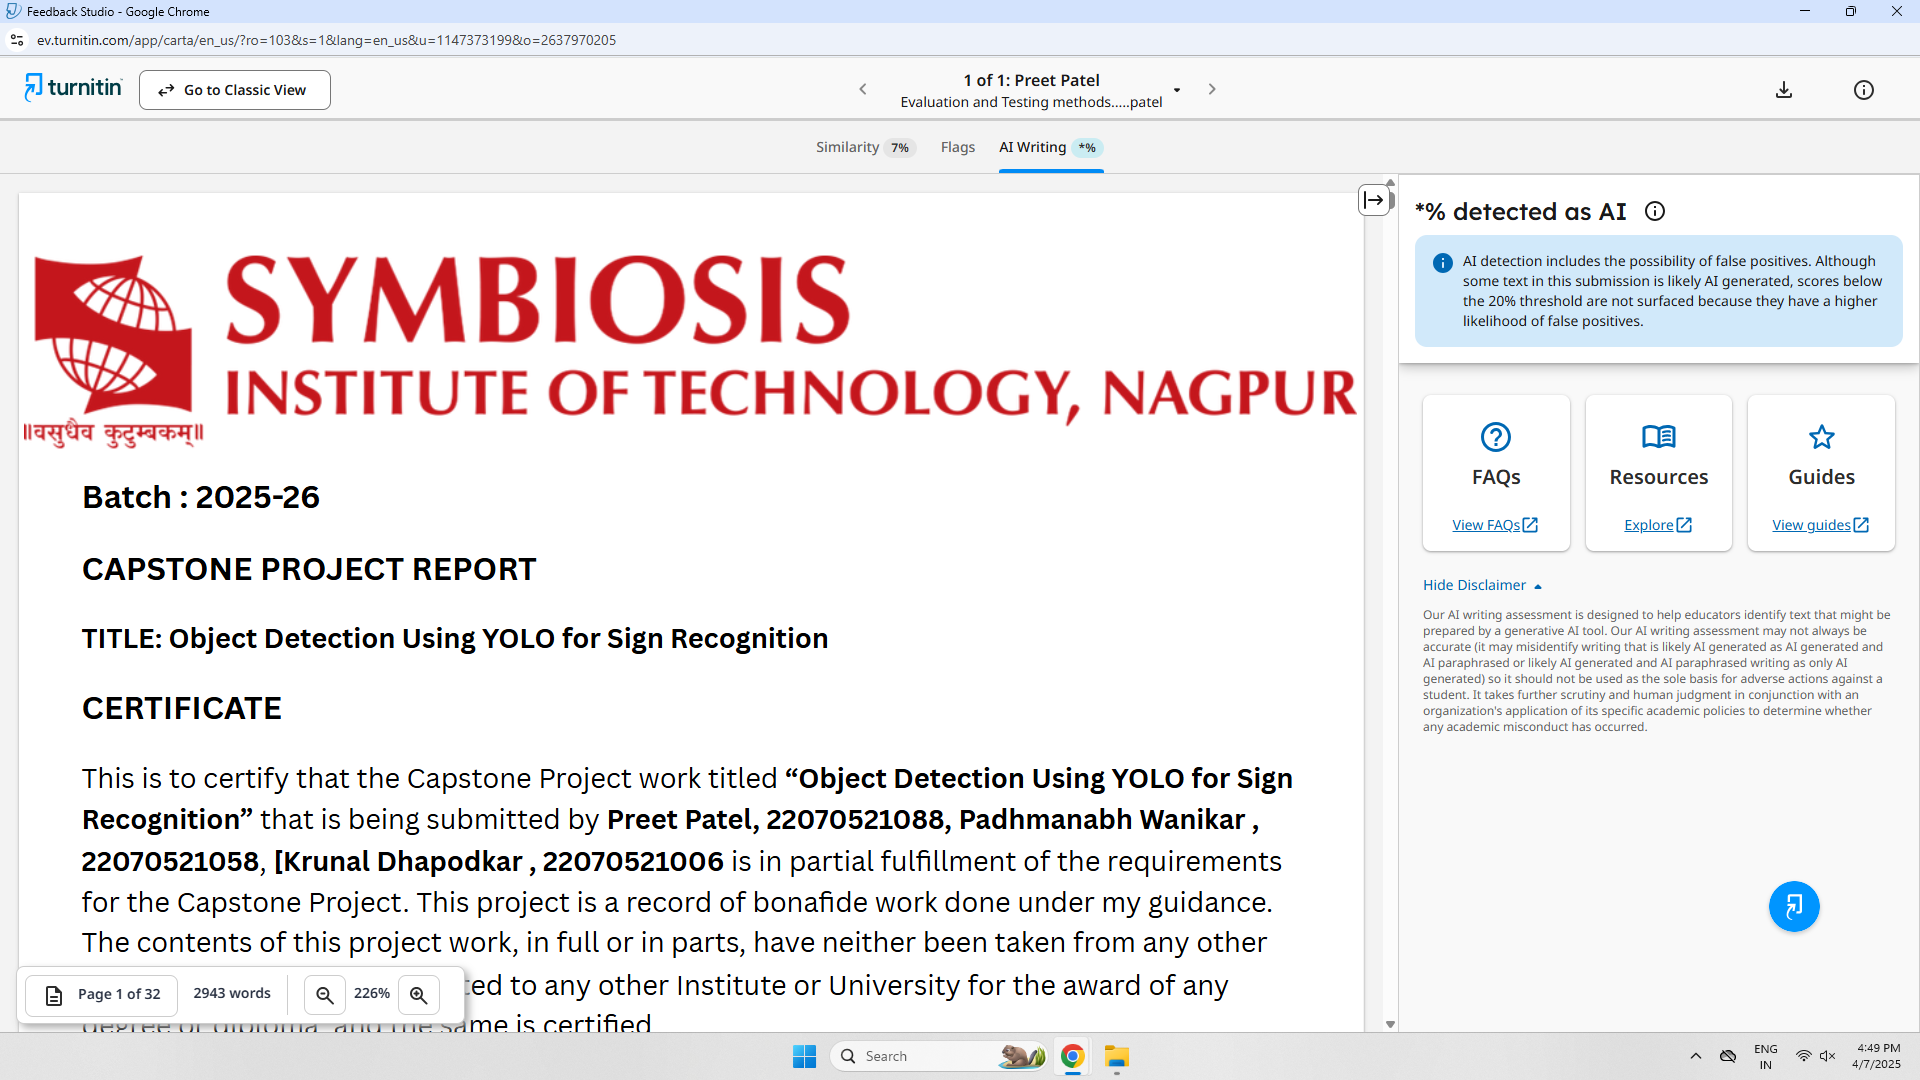 Feedback Studio - Google Chrome
ev.turnitin.com/app/carta/en_us/?ro=103&s=1&lang=en_us&u=1147373199&o=2637970205
turnitin
Go to Classic View
1 of 1: Preet Patel
Evaluation and Testing methods.....patel
Similarity 7%
Flags
AI Writing *%
SYMBIOSIS
INSTITUTE OF TECHNOLOGY, NAGPUR
॥वसुधैव कुटुम्बकम्॥
Batch : 2025-26
CAPSTONE PROJECT REPORT
TITLE: Object Detection Using YOLO for Sign Recognition
CERTIFICATE
This is to certify that the Capstone Project work titled “Object Detection Using YOLO for Sign
Recognition” that is being submitted by Preet Patel, 22070521088, Padhmanabh Wanikar ,
22070521058, [Krunal Dhapodkar , 22070521006 is in partial fulfillment of the requirements
for the Capstone Project. This project is a record of bonafide work done under my guidance.
The contents of this project work, in full or in parts, have neither been taken from any other
ted to any other Institute or University for the award of any
degree or diploma, and the same is certified
Page 1 of 32
2943 words
226%
*% detected as AI
AI detection includes the possibility of false positives. Although
some text in this submission is likely AI generated, scores below
the 20% threshold are not surfaced because they have a higher
likelihood of false positives.
FAQs
View FAQs
Resources
Explore
Guides
View guides
Hide Disclaimer
Our AI writing assessment is designed to help educators identify text that might be
prepared by a generative AI tool. Our AI writing assessment may not always be
accurate (it may misidentify writing that is likely AI generated as AI generated and
AI paraphrased or likely AI generated and AI paraphrased writing as only AI
generated) so it should not be used as the sole basis for adverse actions against a
student. It takes further scrutiny and human judgment in conjunction with an
organization's application of its specific academic policies to determine whether
any academic misconduct has occurred.
Search
ENG
IN
4:49 PM
4/7/2025